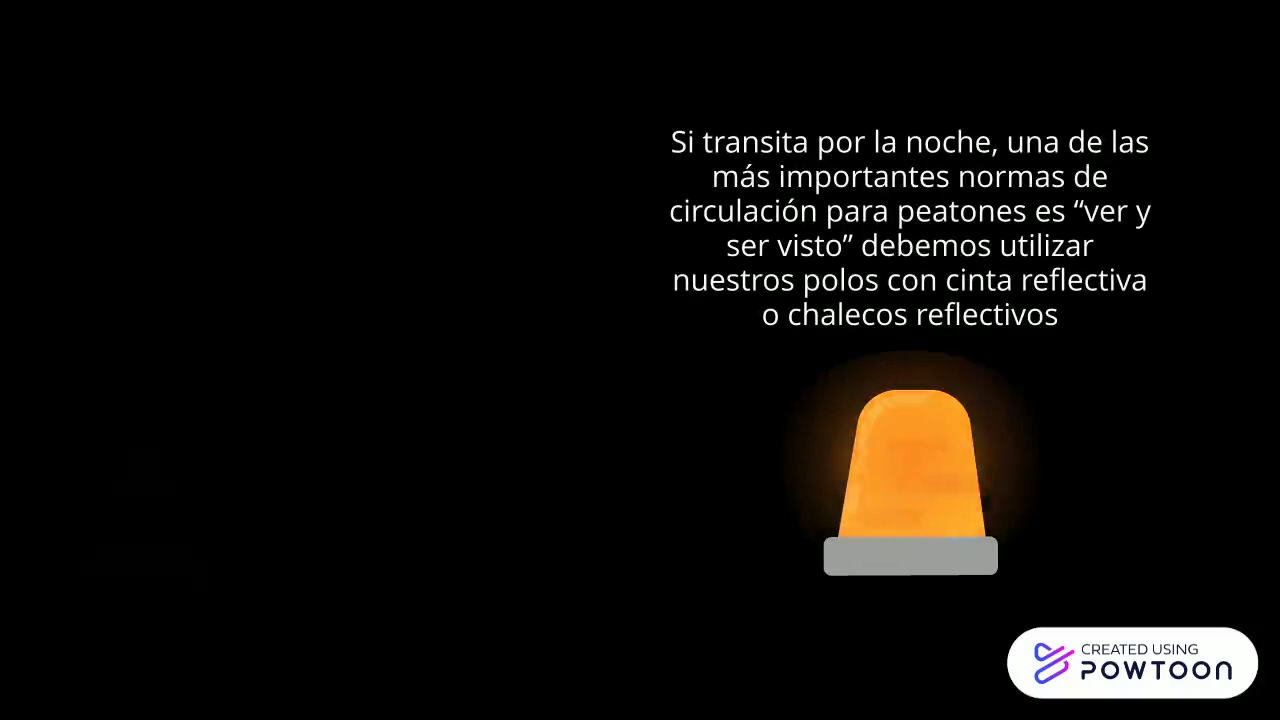 Si transita por la noche, una de las
más importantes normas de
circulación para peatones es “ver y
ser visto” debemos utilizar
nuestros polos con cinta reflectiva
o chalecos reflectivos
CREATED USING
POWTOON